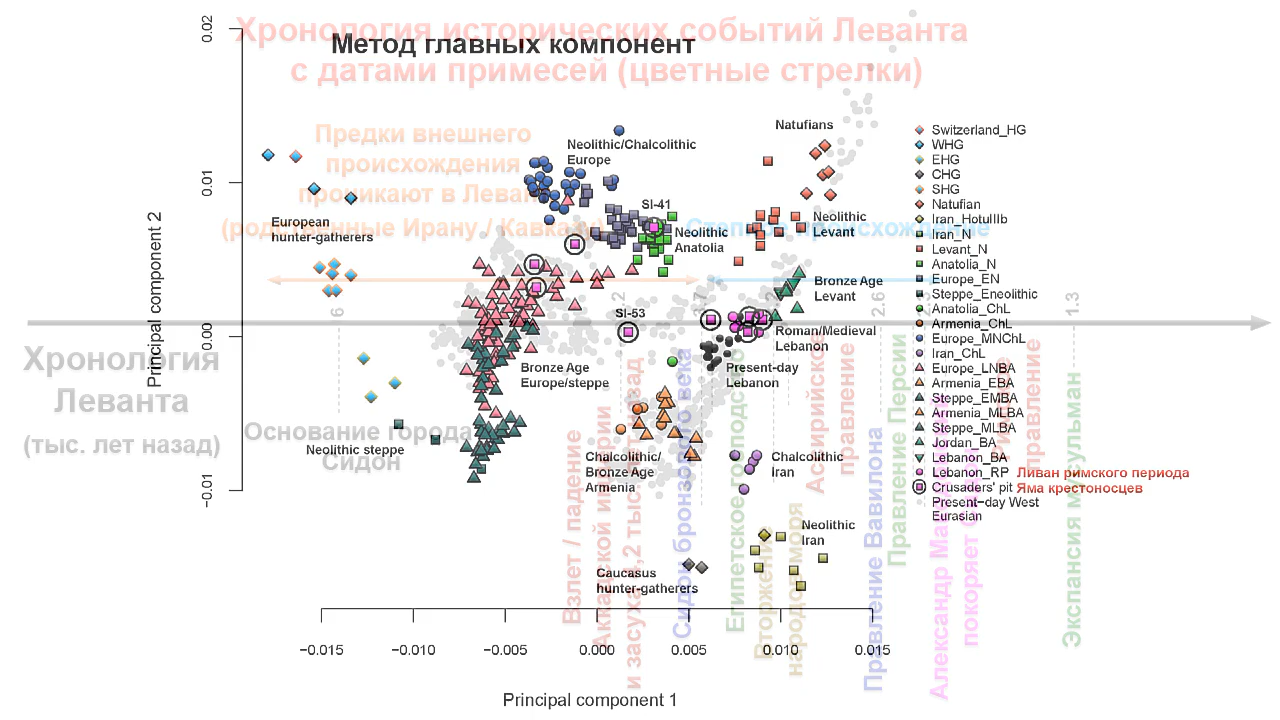 Хронология исторических событий Леванта
с датами примесей (цветные стрелки)
Метод главных компонент
Предки внешнего
происхождения
проникают в Леван
(родственные Ирану / Кавказу)
Степное происхождение
Хронология
Леванта
(тыс. лет назад)
Основание города
Сидон
Взлет / падение
Аккадской империи
и засуха 4,2 тыс. лет назад
Сидон бронзового века
Египетское господство
Вторжение
народов моря
Ассирийское
правление
Правление Вавилона
Правление Персии
Александр Мак
покоряет
правление
Экспансия мусульман
6
2.6
1.3
Principal component 2
0.02
0.01
0.00
−0.01
−0.015
−0.010
−0.005
0.000
0.005
0.010
0.015
Principal component 1
Natufians
Neolithic/Chalcolithic
Europe
SI-41
European
hunter-gatherers
Neolithic
Anatolia
Neolithic
Levant
Bronze Age
Levant
SI-53
Roman/Medieval
Lebanon
Bronze Age
Europe/steppe
Present-day
Lebanon
Neolithic steppe
Chalcolithic/
Bronze Age
Armenia
Chalcolithic
Iran
Neolithic
Iran
Caucasus
hunter-gatherers
Switzerland_HG
WHG
EHG
CHG
SHG
Natufian
Iran_HotuIIIb
Iran_N
Levant_N
Anatolia_N
Europe_EN
Steppe_Eneolithic
Anatolia_ChL
Armenia_ChL
Europe_MNChL
Iran_ChL
Europe_LNBA
Armenia_EBA
Steppe_EMBA
Armenia_MLBA
Steppe_MLBA
Jordan_BA
Lebanon_BA
Lebanon_RP Ливан римского периода
Crusaders' pit Яма крестоносцев
Present−day West
Eurasian